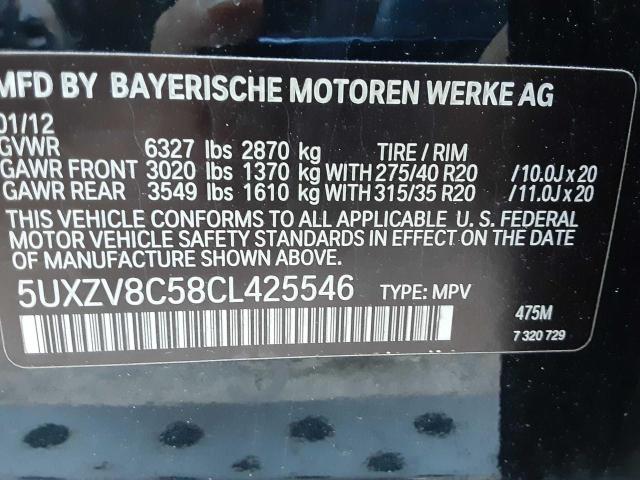 MFD BY BAYERISCHE MOTOREN WERKE AG
01/12
GVWR 6327 lbs 2870 kg TIRE / RIM
GAWR FRONT 3020 lbs 1370 kg WITH 275/40 R20 /10.0J x 20
GAWR REAR 3549 lbs 1610 kg WITH 315/35 R20 /11.0J x 20
THIS VEHICLE CONFORMS TO ALL APPLICABLE U. S. FEDERAL
MOTOR VEHICLE SAFETY STANDARDS IN EFFECT ON THE DATE
OF MANUFACTURE SHOWN ABOVE.
5UXZV8C58CL425546 TYPE: MPV
475M
7 320 729